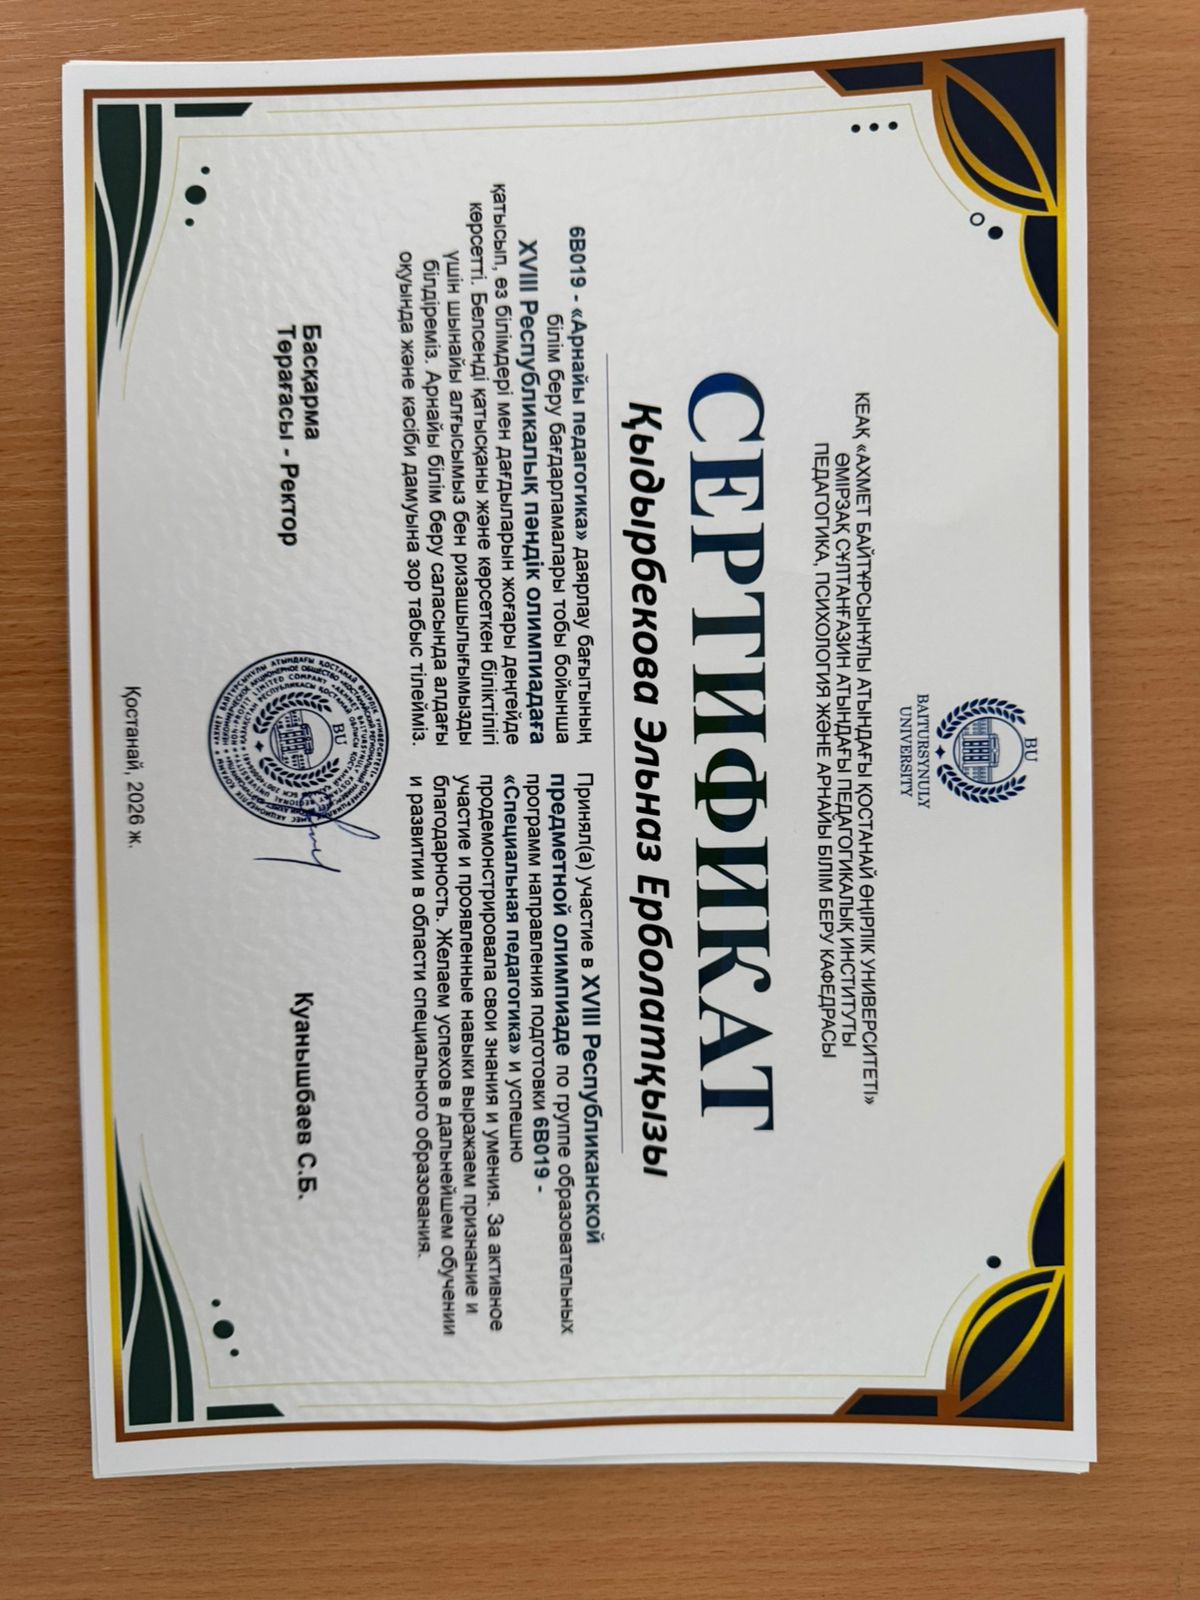 BU
BAITURSYNULY
UNIVERSITY
КЕАҚ «АХМЕТ БАЙТҰРСЫНҰЛЫ АТЫНДАҒЫ ҚОСТАНАЙ ӨҢІРЛІК УНИВЕРСИТЕТІ»
ӨМІРЗАҚ СҰЛТАНҒАЗИН АТЫНДАҒЫ ПЕДАГОГИКАЛЫҚ ИНСТИТУТЫ
ПЕДАГОГИКА, ПСИХОЛОГИЯ ЖӘНЕ АРНАЙЫ БІЛІМ БЕРУ КАФЕДРАСЫ
СЕРТИФИКАТ
Қыдырбекова Эльназ Ерболатқызы
6В019 - «Арнайы педагогика» даярлау бағытының
білім беру бағдарламалары тобы бойынша
XVIII Республикалық пәндік олимпиадаға
қатысып, өз білімдері мен дағдыларын жоғары деңгейде
көрсетті. Белсенді қатысқаны және көрсеткен біліктілігі
үшін шынайы алғысымыз бен ризашылығымызды
білдіреміз. Арнайы білім беру саласында алдағы
оқуында және кәсіби дамуына зор табыс тілейміз.
Принял(а) участие в XVIII Республиканской
предметной олимпиаде по группе образовательных
программ направления подготовки 6В019 -
«Специальная педагогика» и успешно
продемонстрировала свои знания и умения. За активное
участие и проявленные навыки выражаем признание и
благодарность. Желаем успехов в дальнейшем обучении
и развитии в области специального образования.
Басқарма
Төрағасы - Ректор
BU
Куанышбаев С.Б.
Қостанай, 2026 ж.